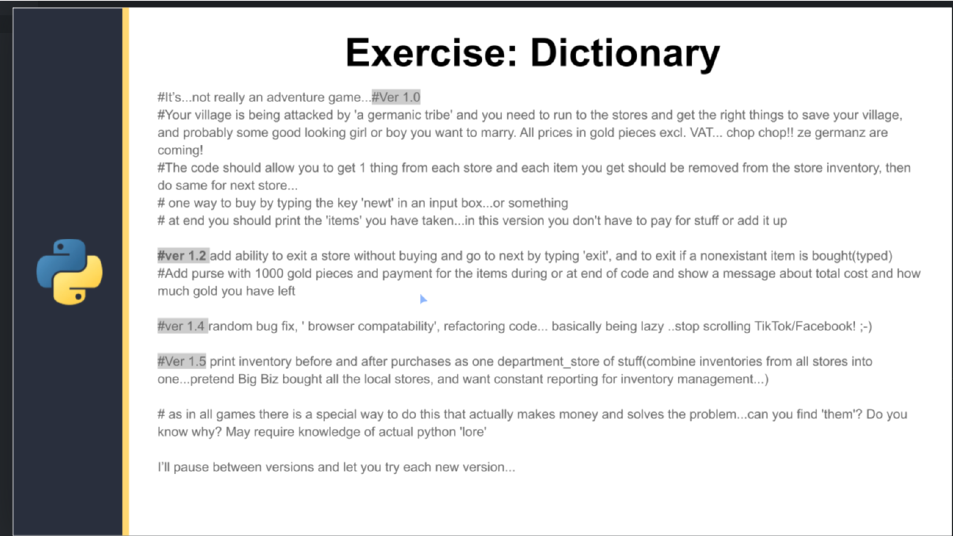 Exercise: Dictionary
#It's...not really an adventure game...#Ver 1.0
#Your village is being attacked by 'a germanic tribe' and you need to run to the stores and get the right things to save your village,
and probably some good looking girl or boy you want to marry. All prices in gold pieces excl. VAT... chop chop!! ze germanz are
coming!
#The code should allow you to get 1 thing from each store and each item you get should be removed from the store inventory, then
do same for next store...
# one way to buy by typing the key 'newt' in an input box...or something
# at end you should print the 'items' you have taken...in this version you don't have to pay for stuff or add it up
#ver 1.2 add ability to exit a store without buying and go to next by typing 'exit', and to exit if a nonexistant item is bought(typed)
#Add purse with 1000 gold pieces and payment for the items during or at end of code and show a message about total cost and how
much gold you have left
#ver 1.4 random bug fix, ' browser compatability', refactoring code... basically being lazy ..stop scrolling TikTok/Facebook! ;-)
#Ver 1.5 print inventory before and after purchases as one department_store of stuff(combine inventories from all stores into
one...pretend Big Biz bought all the local stores, and want constant reporting for inventory management...)
# as in all games there is a special way to do this that actually makes money and solves the problem...can you find 'them'? Do you
know why? May require knowledge of actual python 'lore'
I'll pause between versions and let you try each new version...